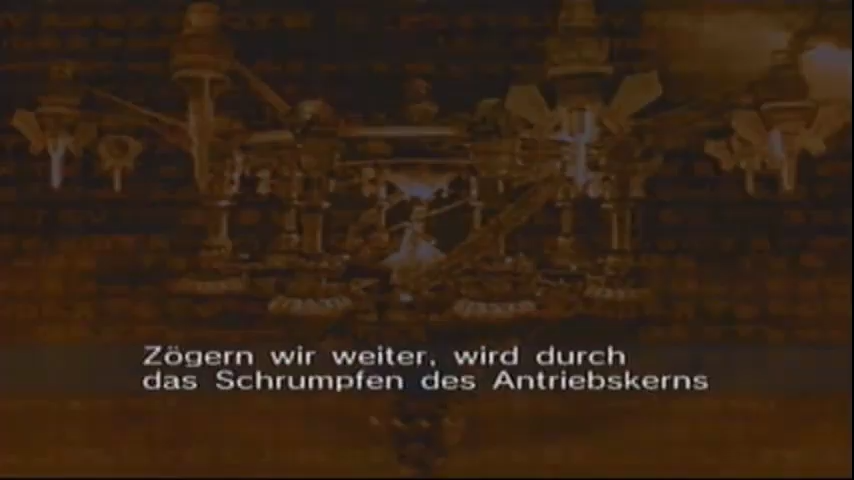 Zögern wir weiter, wird durch
das Schrumpfen des Antriebskerns